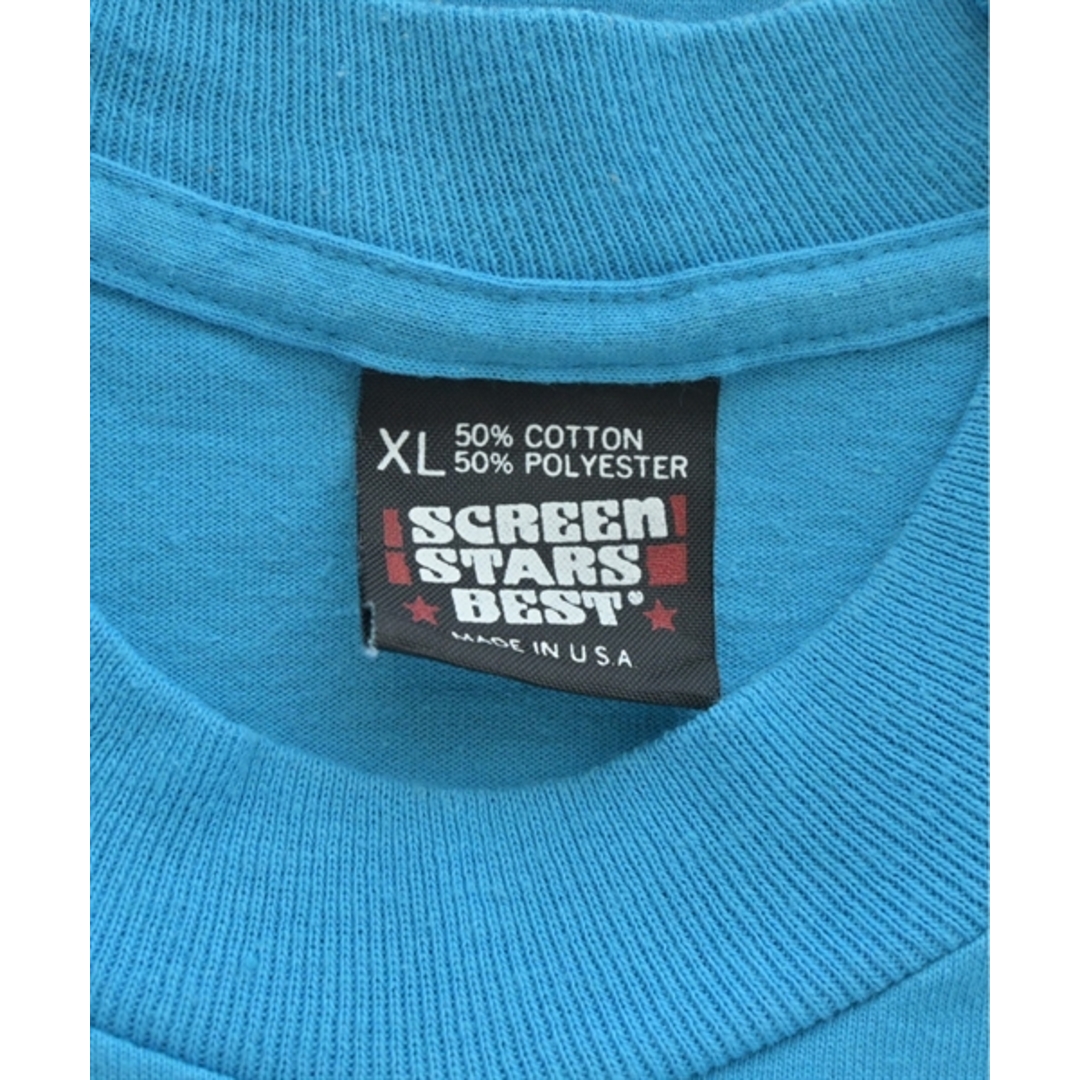 XL 50% COTTON
50% POLYESTER
SCREEN
STARS
BEST®
MADE IN U.S.A